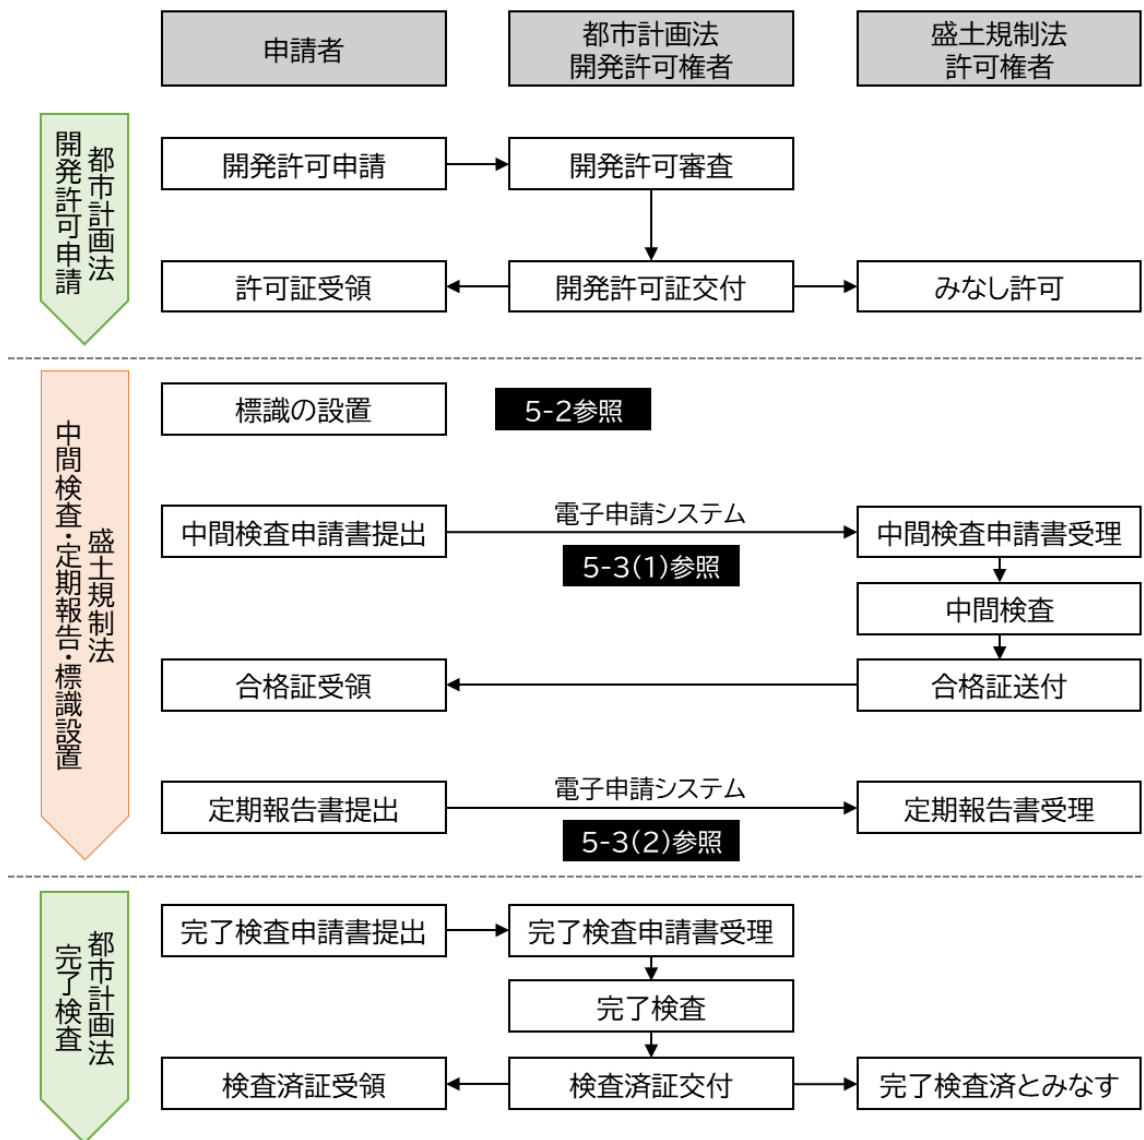 申請者
都市計画法
開発許可権者
盛土規制法
許可権者
都市計画法
開発許可申請
開発許可申請
開発許可審査
許可証受領
開発許可証交付
みなし許可
盛土規制法
中間検査・定期報告・標識設置
標識の設置
5-2参照
中間検査申請書提出
電子申請システム
5-3(1)参照
中間検査申請書受理
中間検査
合格証受領
合格証送付
定期報告書提出
電子申請システム
5-3(2)参照
定期報告書受理
都市計画法
完了検査
完了検査申請書提出
完了検査申請書受理
完了検査
検査済証受領
検査済証交付
完了検査済とみなす